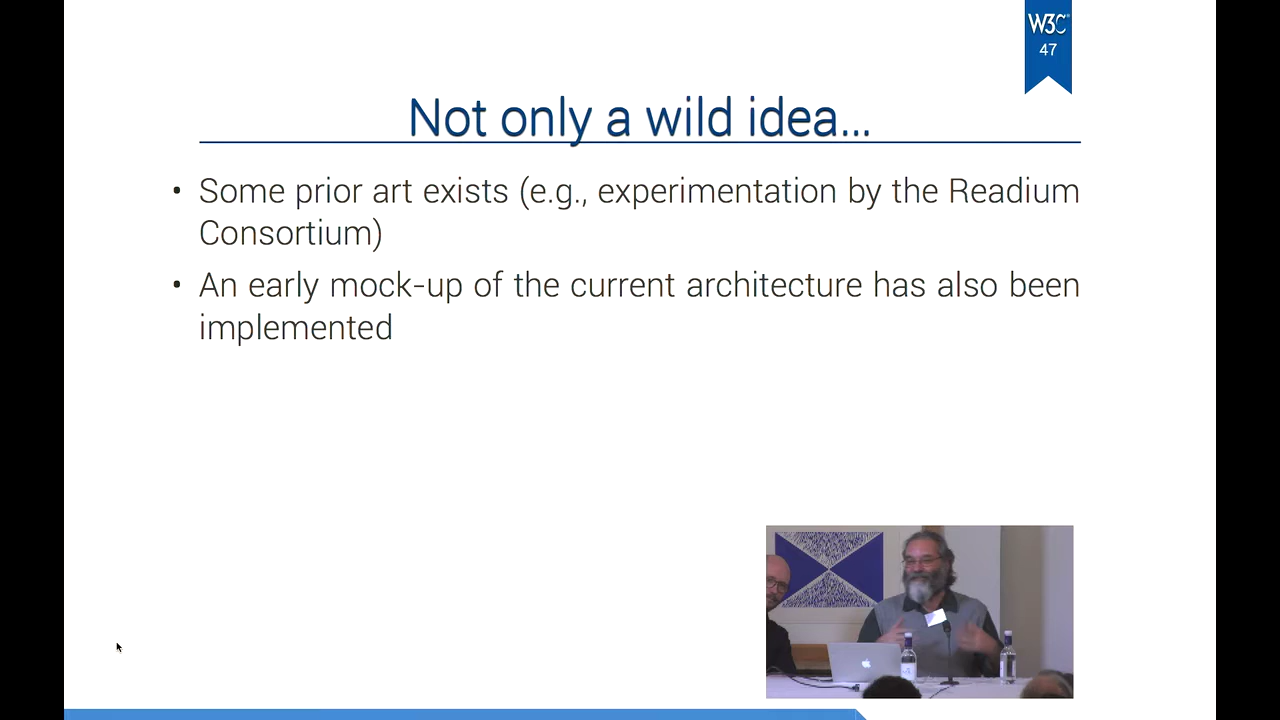 W3C®
47
Not only a wild idea...
• Some prior art exists (e.g., experimentation by the Readium
Consortium)
• An early mock-up of the current architecture has also been
implemented